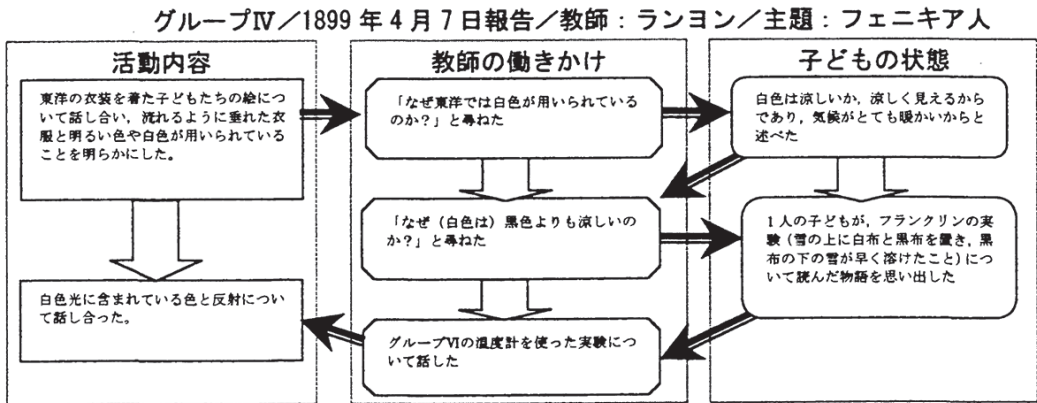 グループⅣ/1899年4月7日報告/教師:ランヨン/主題:フェニキア人
活動内容
東洋の衣装を着た子どもたちの絵につい
て話し合い,流れるように垂れた衣
服と明るい色や白色が用いられている
ことを明らかにした。
白色光に含まれている色と反射について
話し合った。
教師の働きかけ
「なぜ東洋では白色が用いられている
のか?」と尋ねた
「なぜ(白色は)黒色よりも涼しいの
か?」と尋ねた
グループⅥの温度計を使った実験につ
いて話した
子どもの状態
白色は涼しいか,涼しく見えるから
であり,気候がとても暖かいからと
述べた
1人の子どもが,フランクリンの実
験(雪の上に白布と黒布を置き,黒
布の下の雪が早く溶けたこと)につ
いて読んだ物語を思い出した